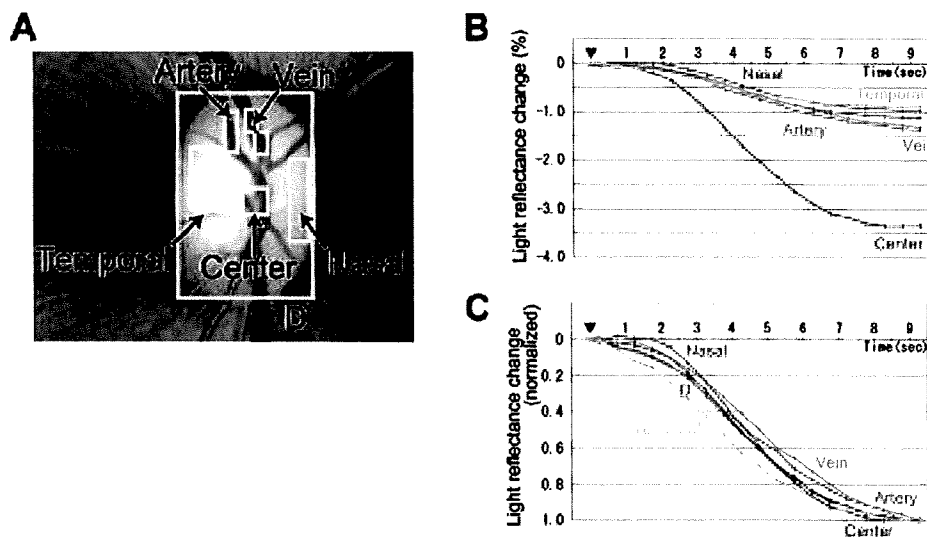 A
Artery
Vein
Temporal
Center
Nasal
D
B
Light reflectance change (%)
1 2 3 4 5 6 7 8 9
Time(sec)
0
-1.0
-2.0
-3.0
-4.0
Nasal
Temporal
Artery
Vei
Center
C
Light reflectance change
(normalized)
1 2 3 4 5 6 7 8 9
Time(sec)
0
0.2
0.4
0.6
0.8
1.0
Nasal
D
Vein
Artery
Center